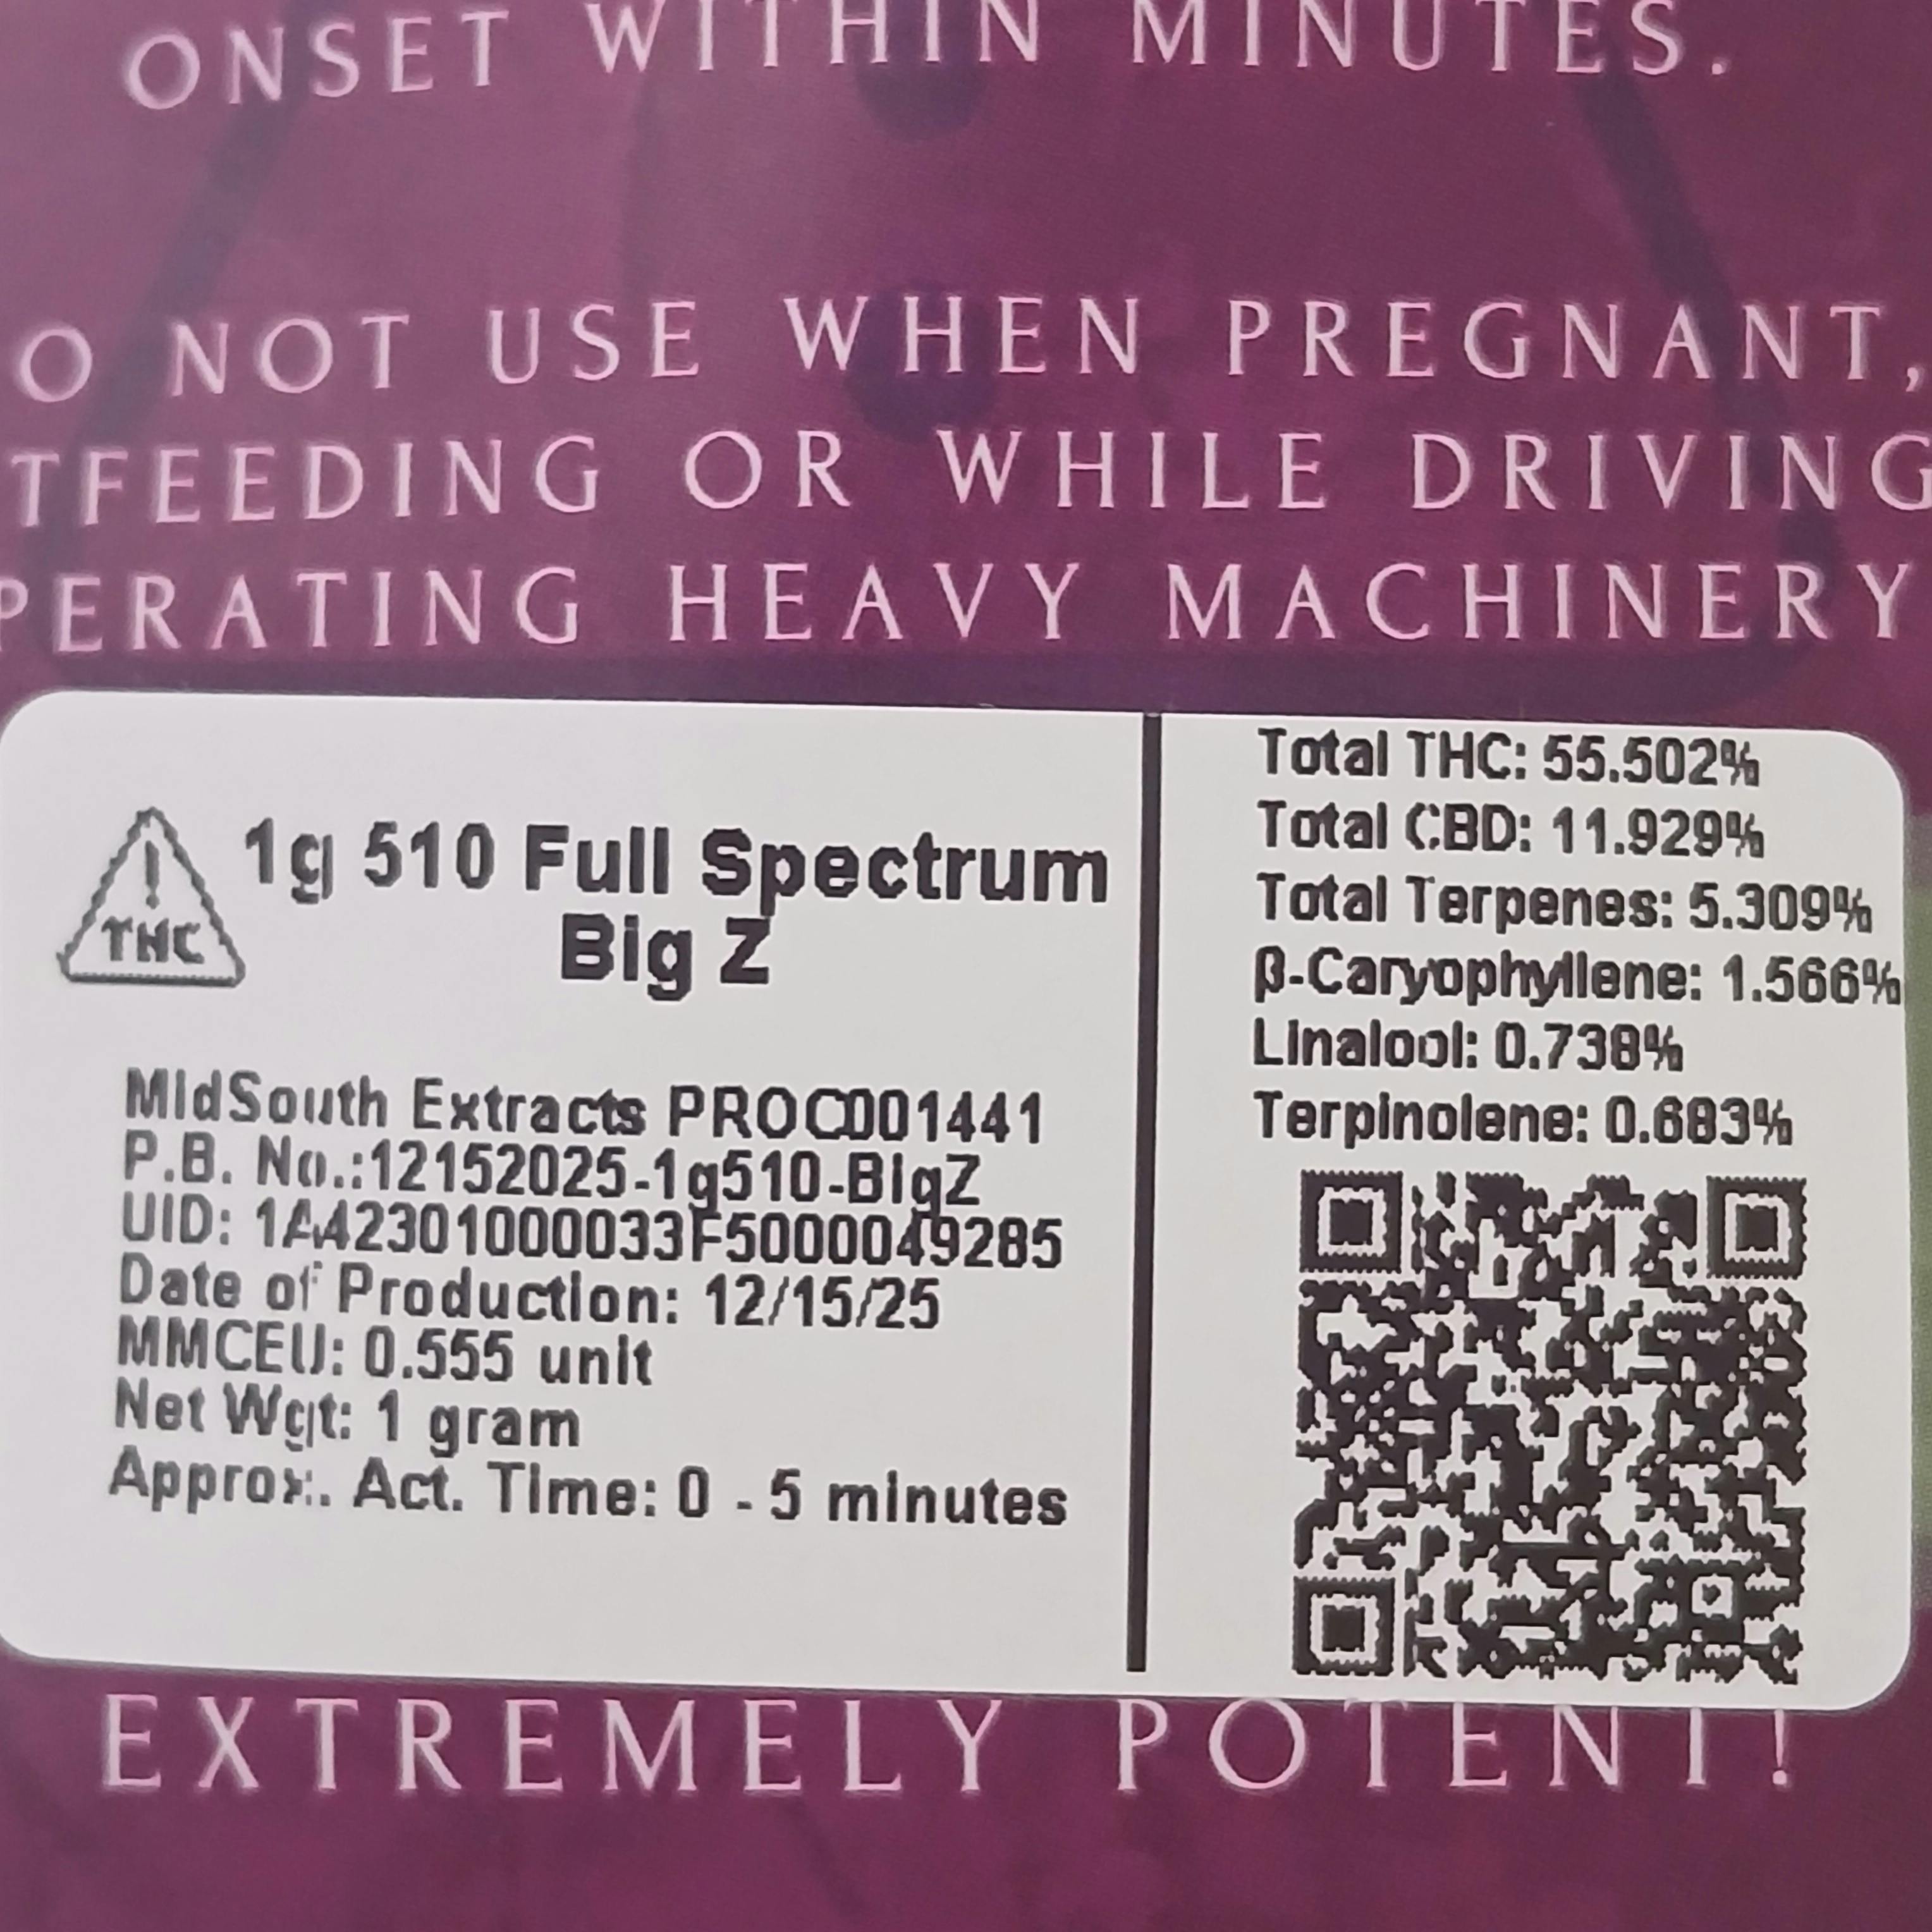 ONSET WITHIN MINUTES.
O NOT USE WHEN PREGNANT,
TFEEDING OR WHILE DRIVING
PERATING HEAVY MACHINERY
! THC
1g 510 Full Spectrum
Big Z
MidSouth Extracts PROC001441
P.B. No.:12152025-1g510-BigZ
UID: 1A42301000033F5000049285
Date of Production: 12/15/25
MMCEU: 0.555 unit
Net Wgt: 1 gram
Approx. Act. Time: 0 - 5 minutes
Total THC: 55.502%
Total CBD: 11.929%
Total Terpenes: 5.309%
β-Caryophyllene: 1.566%
Linalool: 0.738%
Terpinolene: 0.683%
EXTREMELY POTENT!